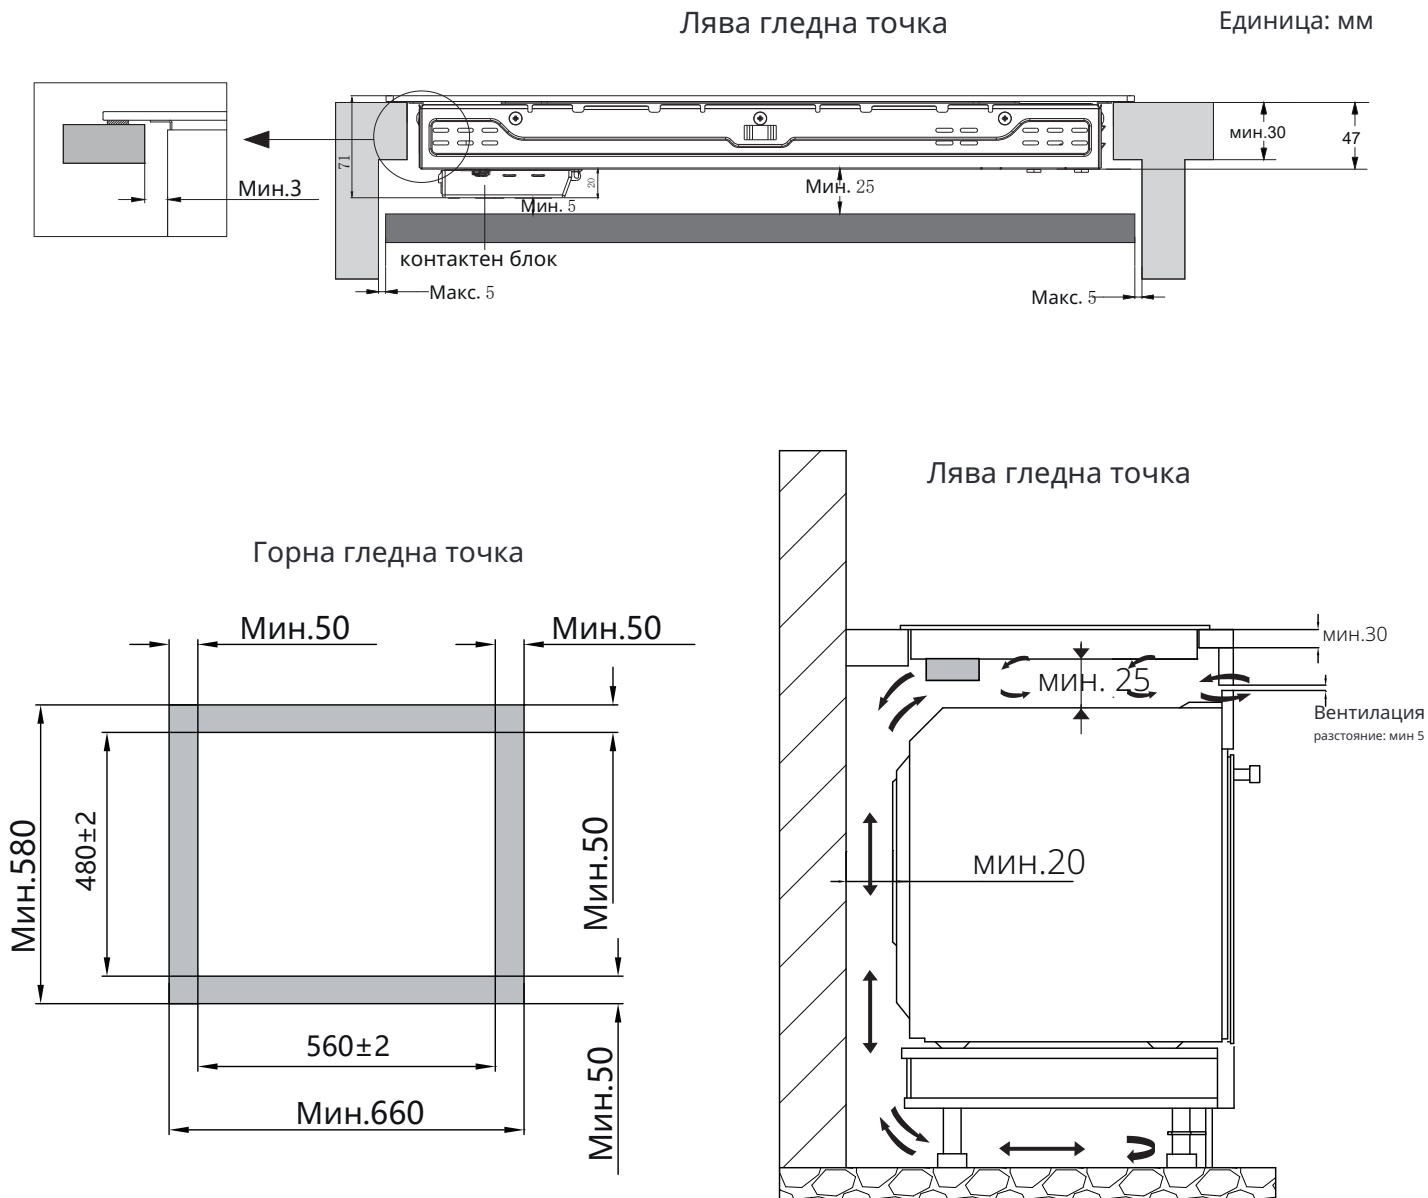 Лява гледна точка
Единица: мм
мин.30
47
71
20
Мин.3
Мин. 25
Мин. 5
контактен блок
Макс. 5
Макс. 5
Лява гледна точка
Горна гледна точка
Мин.50
Мин.50
мин.30
мин. 25
Вентилация
разстояние: мин 5
Мин.580
480±2
Мин.50
мин.20
560±2
Мин.50
Мин.660